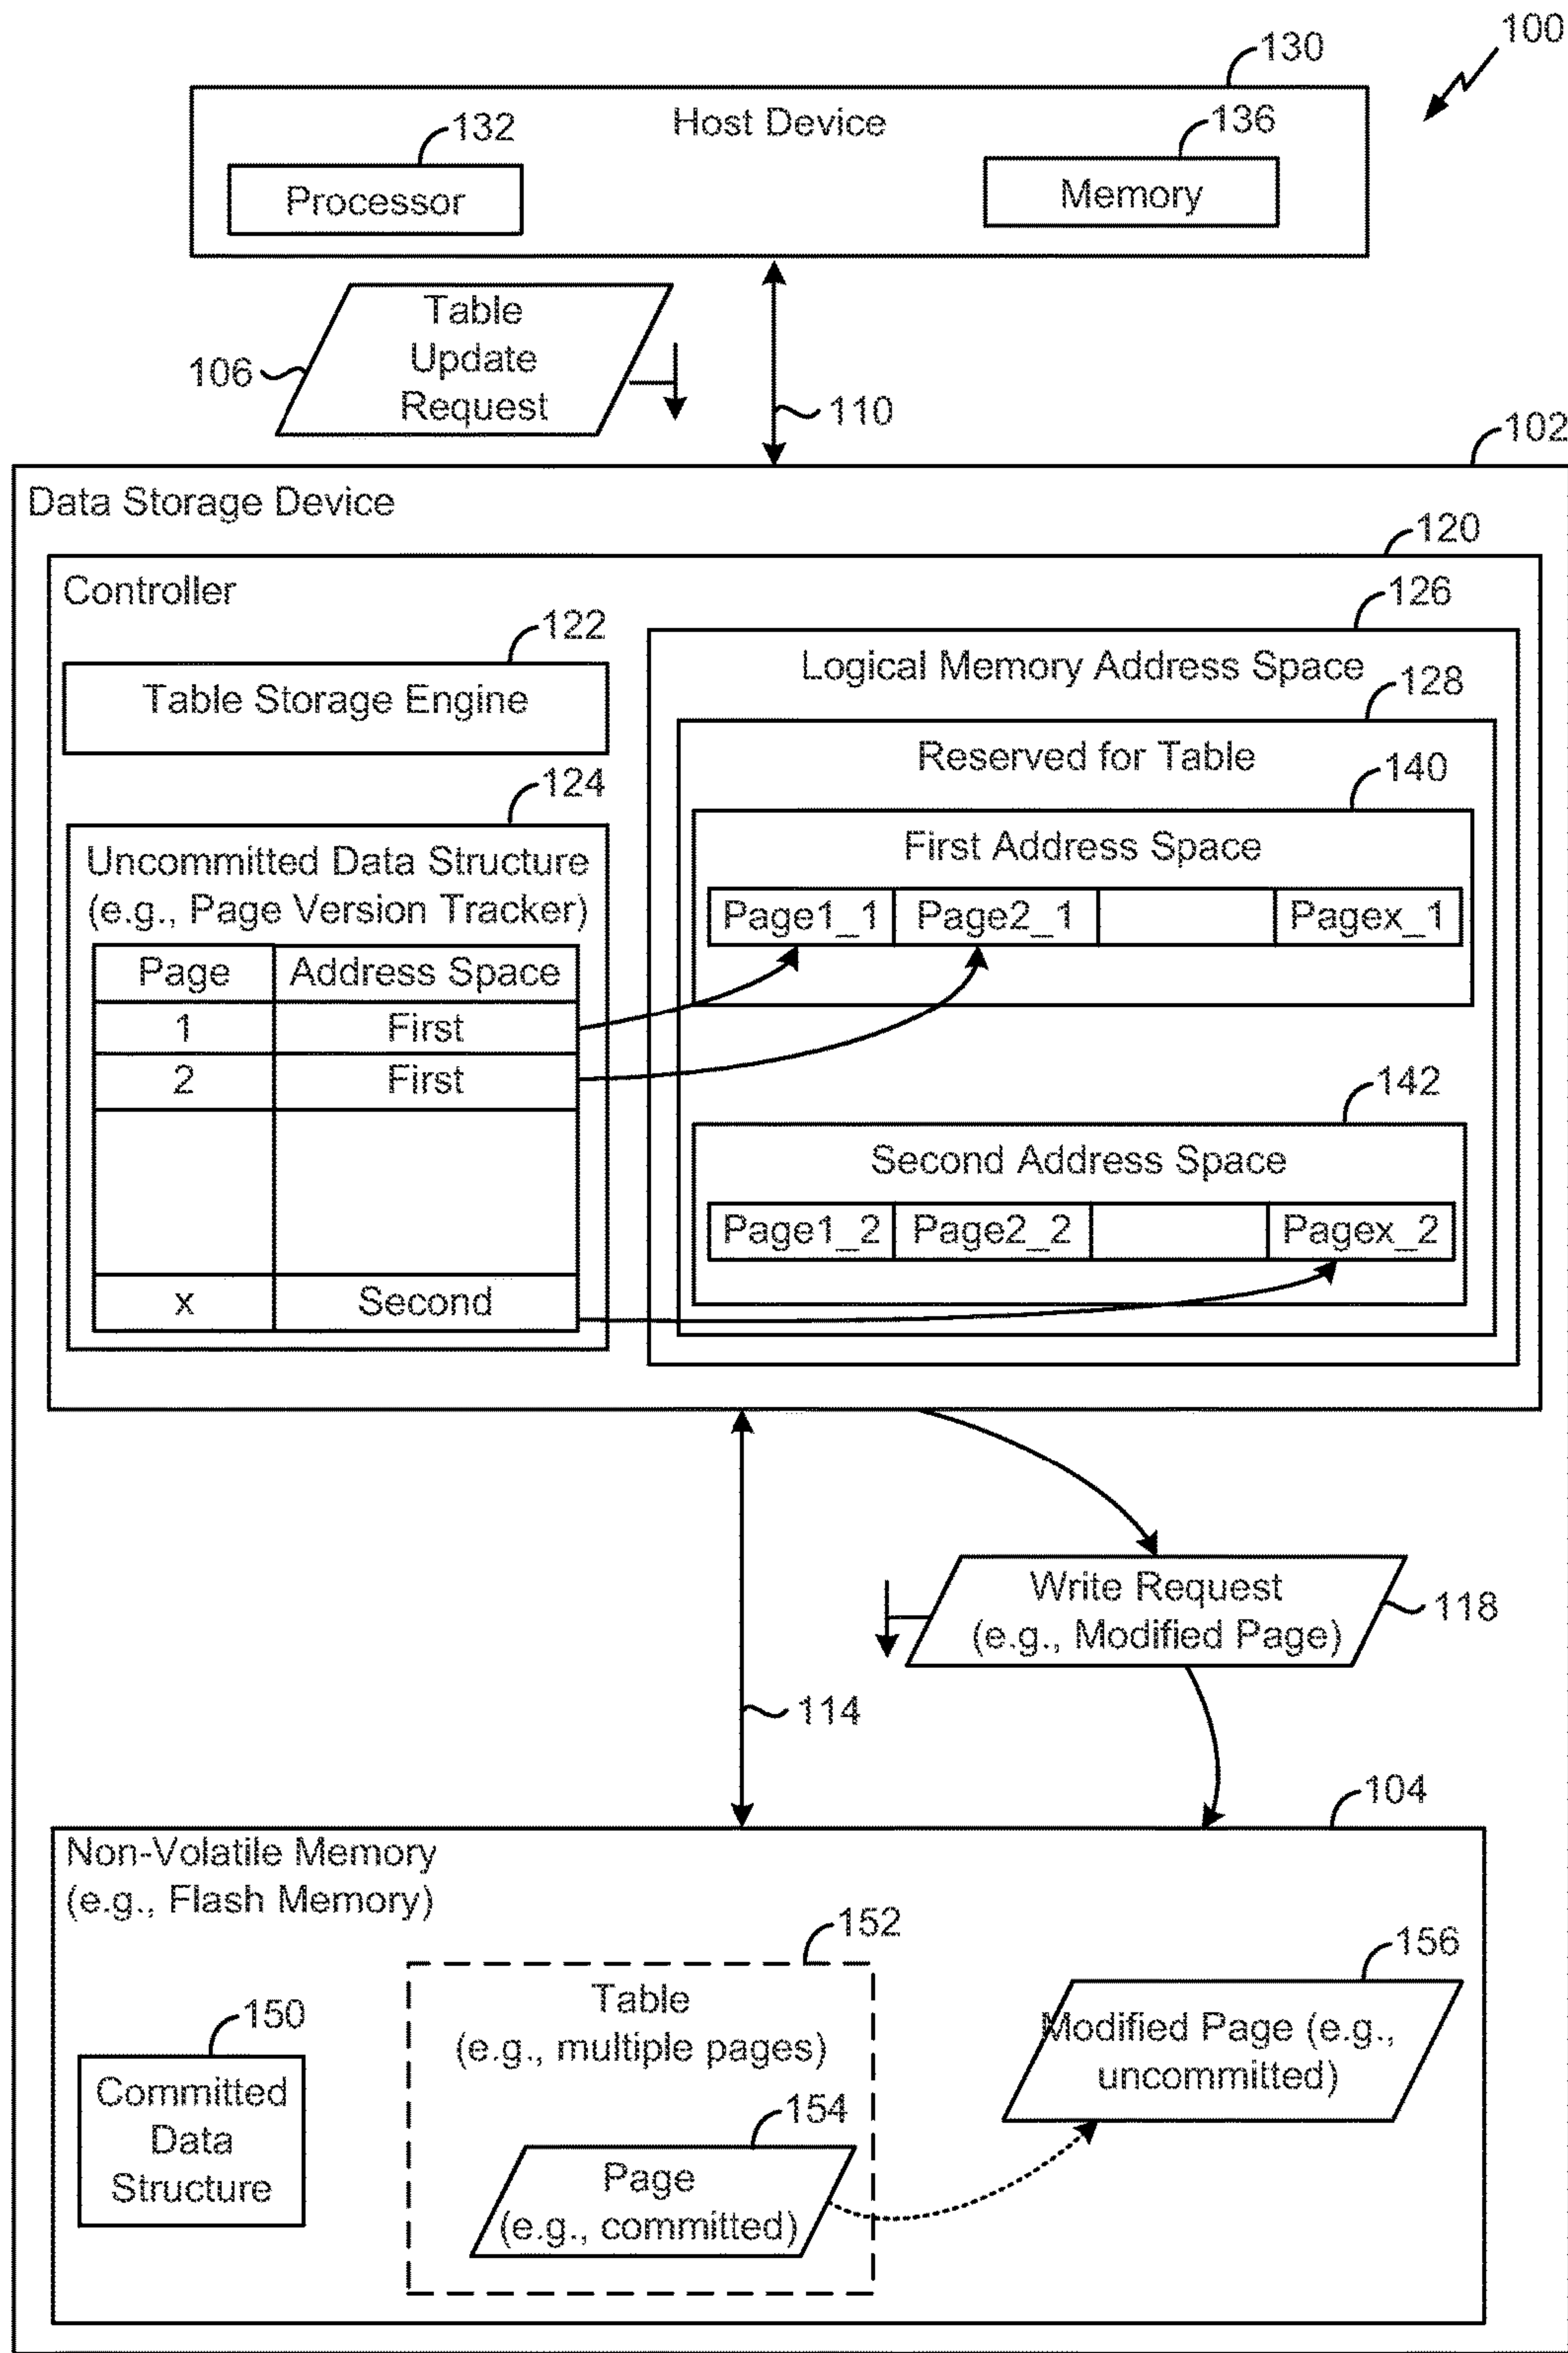 100
130
Host Device
132
136
Processor
Memory
Table
Update
Request
106
110
102
Data Storage Device
120
Controller
126
122
Logical Memory Address Space
Table Storage Engine
128
Reserved for Table
124
140
Uncommitted Data Structure
(e.g., Page Version Tracker)
First Address Space
Page1_1 Page2_1 Pagex_1
Page Address Space
1 First
2 First
142
Second Address Space
Page1_2 Page2_2 Pagex_2
x Second
Write Request
(e.g., Modified Page)
118
114
104
Non-Volatile Memory
(e.g., Flash Memory)
152
156
Table
(e.g., multiple pages)
Modified Page (e.g.,
uncommitted)
150
Committed
Data
Structure
154
Page
(e.g., committed)